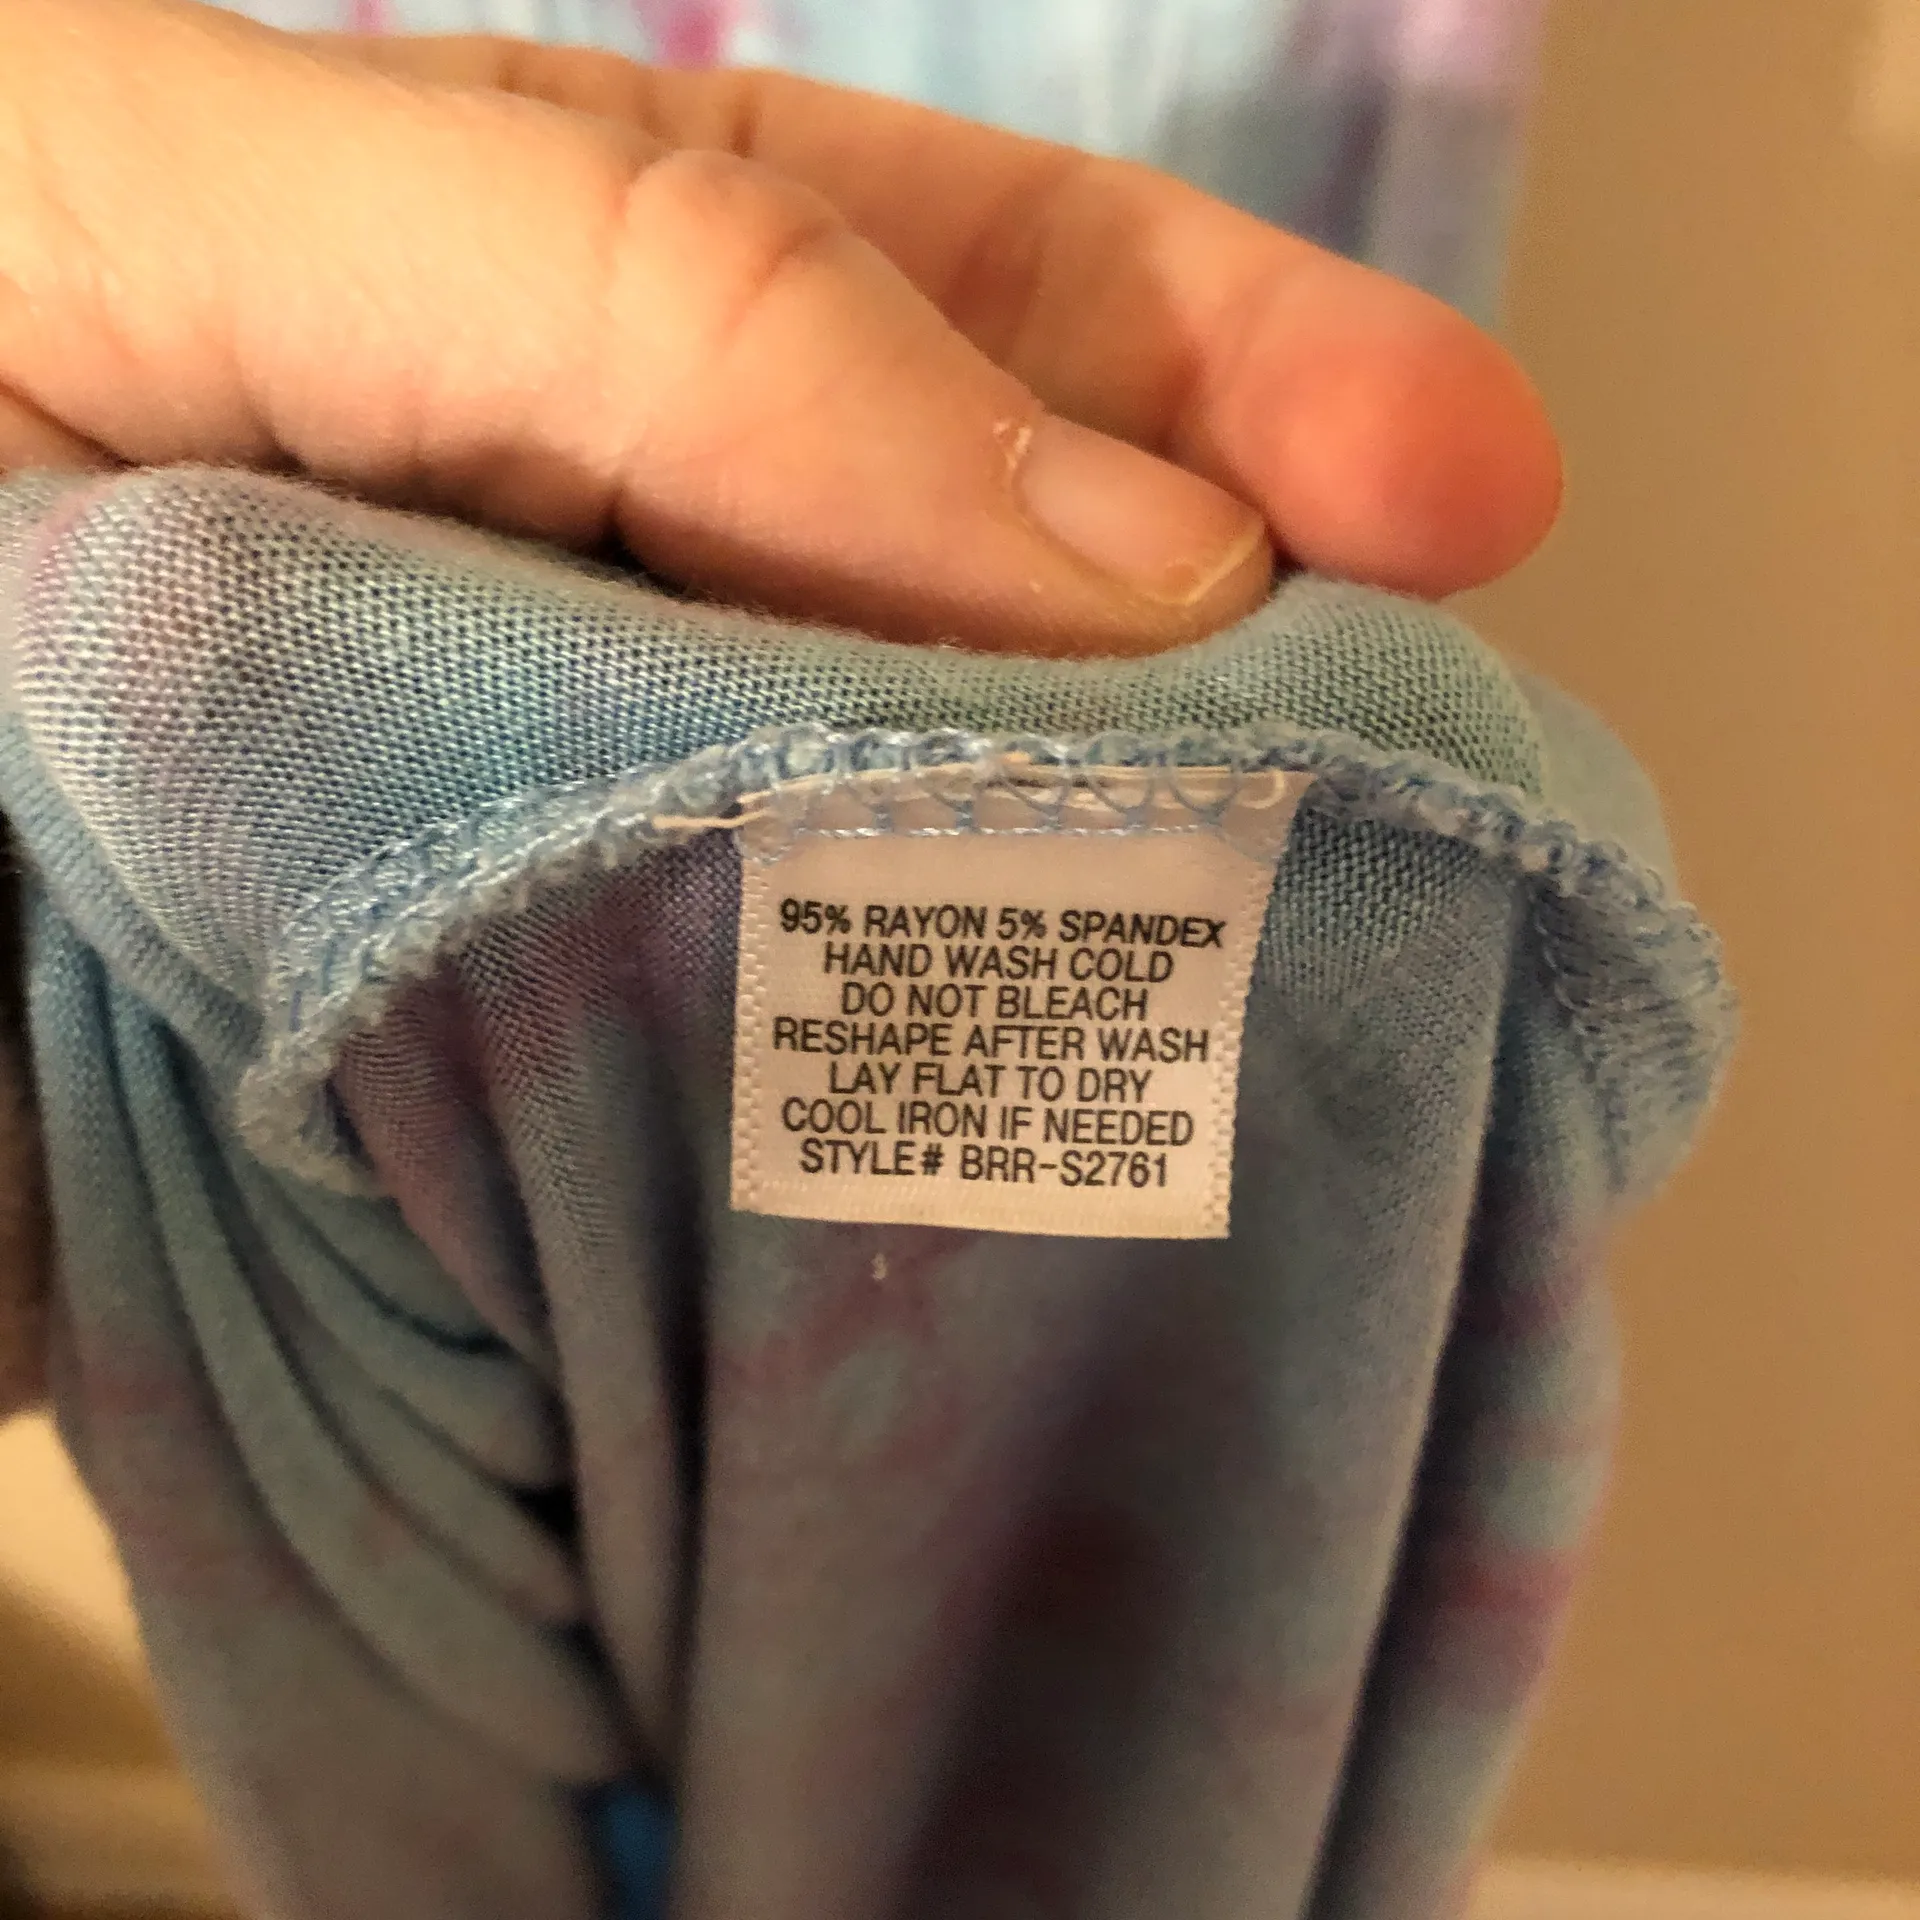 95% RAYON 5% SPANDEX
HAND WASH COLD
DO NOT BLEACH
RESHAPE AFTER WASH
LAY FLAT TO DRY
COOL IRON IF NEEDED
STYLE# BRR-S2761